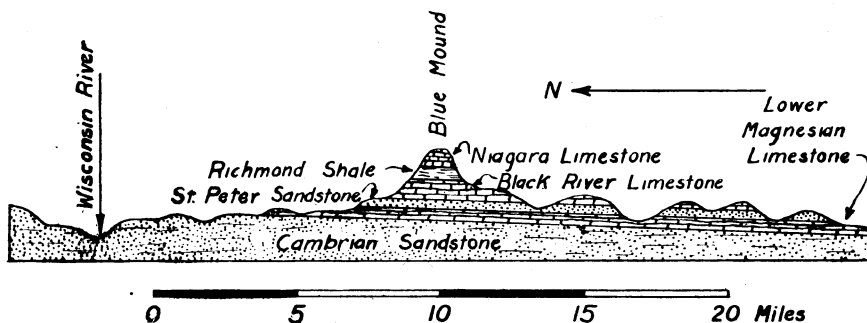 Wisconsin River
Blue Mound
N
Lower
Magnesian
Limestone
Richmond Shale
Niagara Limestone
St. Peter Sandstone
Black River Limestone
Cambrian Sandstone
0 5 10 15 20 Miles